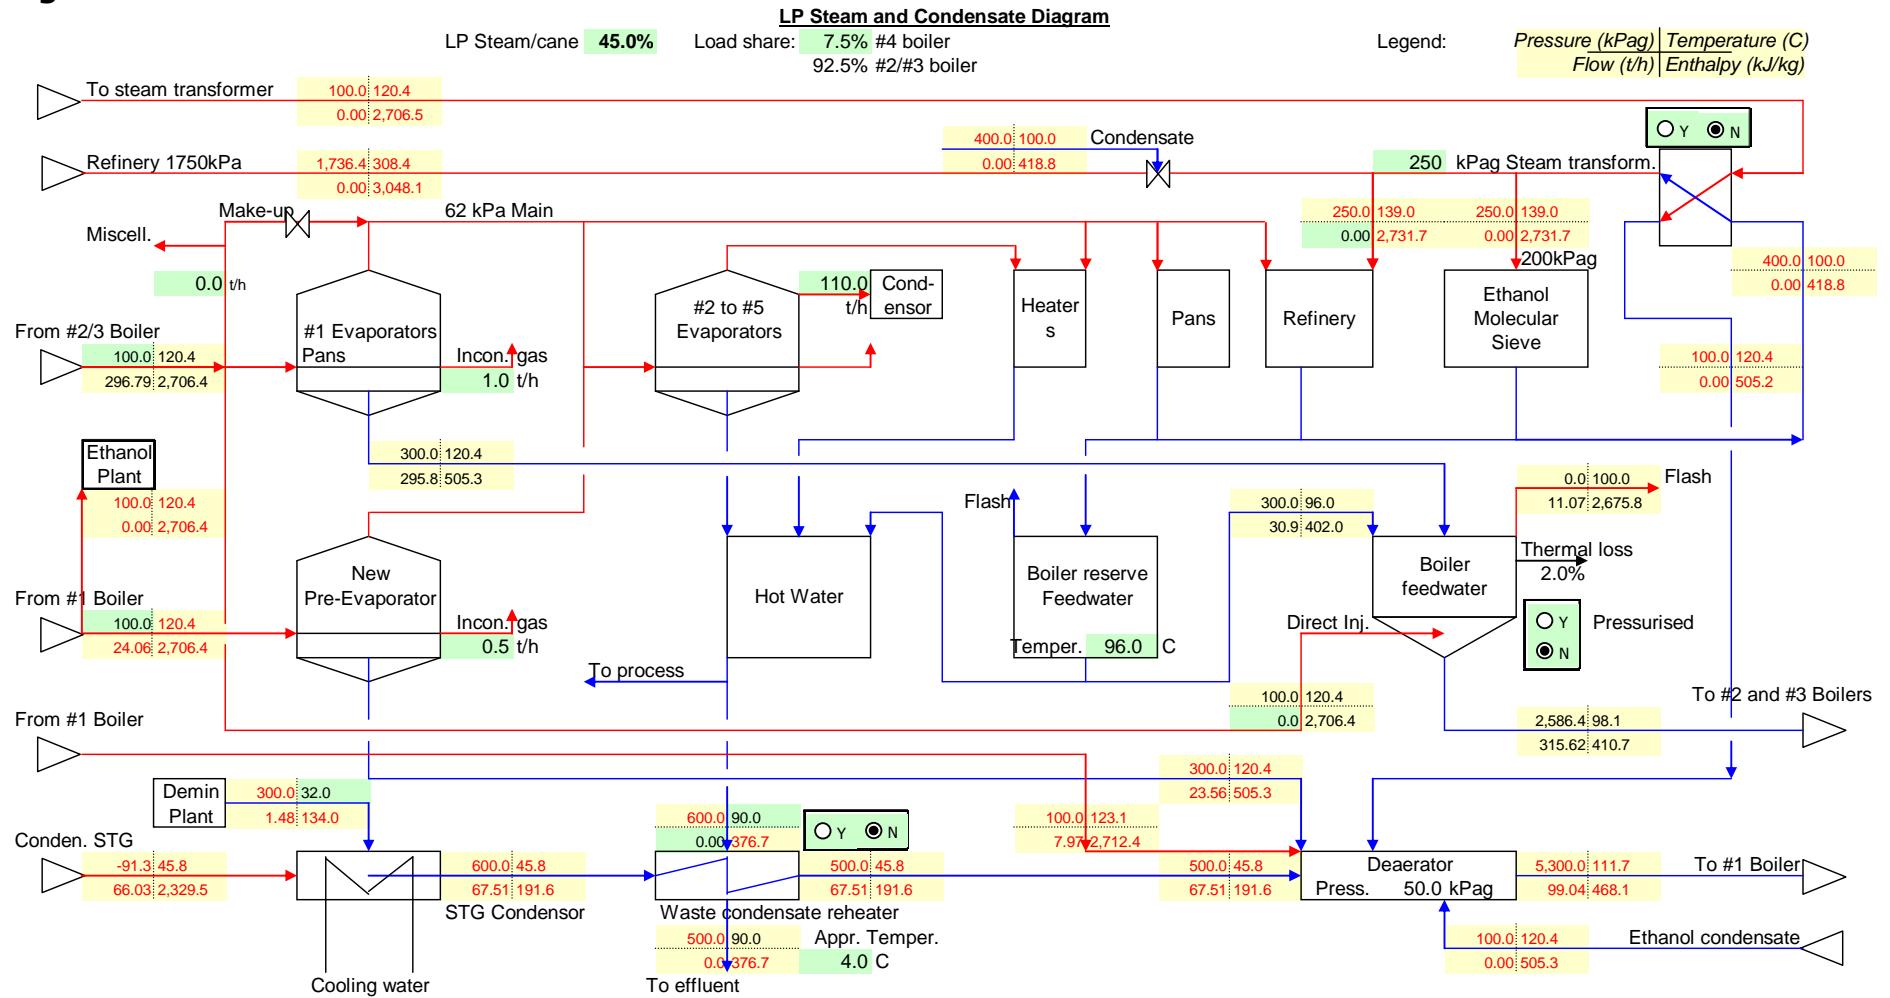 LP Steam and Condensate Diagram
LP Steam/cane 45.0% Load share: 7.5% #4 boiler
92.5% #2/#3 boiler
Legend: Pressure (kPag) Temperature (C)
Flow (t/h) Enthalpy (kJ/kg)
To steam transformer 100.0 120.4
0.00 2,706.5
Refinery 1750kPa 1,736.4 308.4
0.00 3,048.1
400.0 100.0 Condensate
0.00 418.8
250 kPag Steam transform.
Y N
Make-up
62 kPa Main
Miscell.
0.0 t/h
250.0 139.0 250.0 139.0
0.00 2,731.7 0.00 2,731.7
200kPag
400.0 100.0
0.00 418.8
#1 Evaporators
Pans
#2 to #5
Evaporators
110.0
t/h
Cond-
ensor
Heater
s
Pans
Refinery
Ethanol
Molecular
Sieve
From #2/3 Boiler
100.0 120.4
296.79 2,706.4
Incon. gas
1.0 t/h
100.0 120.4
0.00 505.2
Ethanol
Plant
100.0 120.4
0.00 2,706.4
300.0 120.4
295.8 505.3
Flash
300.0 96.0
30.9 402.0
0.0 100.0 Flash
11.07 2,675.8
New
Pre-Evaporator
Hot Water
Boiler reserve
Feedwater
Temper. 96.0 C
Boiler
feedwater
Thermal loss
2.0%
Direct Inj.
Y
N
Pressurised
From #1 Boiler
100.0 120.4
24.06 2,706.4
Incon. gas
0.5 t/h
To process
100.0 120.4
0.0 2,706.4
To #2 and #3 Boilers
2,586.4 98.1
315.62 410.7
From #1 Boiler
300.0 120.4
23.56 505.3
Demin
Plant
300.0 32.0
1.48 134.0
600.0 90.0
0.00 376.7
Y N
100.0 123.1
7.97 2,712.4
Conden. STG
-91.3 45.8
66.03 2,329.5
600.0 45.8
67.51 191.6
STG Condensor
500.0 45.8
67.51 191.6
Waste condensate reheater
500.0 45.8
67.51 191.6
Deaerator
Press. 50.0 kPag
5,300.0 111.7
99.04 468.1
To #1 Boiler
500.0 90.0
0.0 376.7
Appr. Temper.
4.0 C
100.0 120.4
0.00 505.3
Ethanol condensate
Cooling water
To effluent